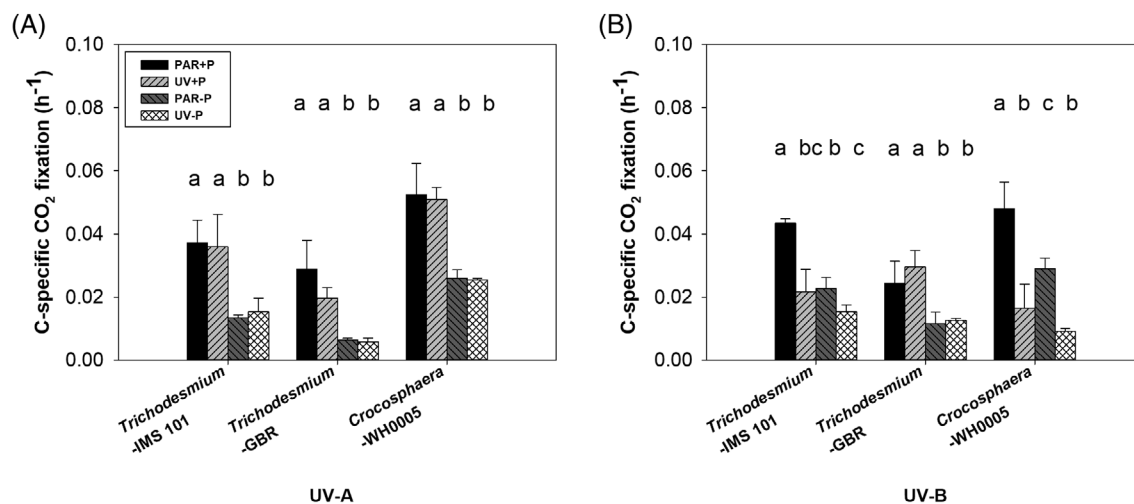 (A)
C-specific CO₂ fixation (h⁻¹)
0.10
0.08
0.06
0.04
0.02
0.00
PAR+P
UV+P
PAR-P
UV-P
a a b b
a a b b
a a b b
Trichodesmium
-IMS 101
Trichodesmium
-GBR
Crocosphaera
-WH0005
UV-A
(B)
C-specific CO₂ fixation (h⁻¹)
0.10
0.08
0.06
0.04
0.02
0.00
a bc b c
a a b b
a b c b
Trichodesmium
-IMS 101
Trichodesmium
-GBR
Crocosphaera
-WH0005
UV-B